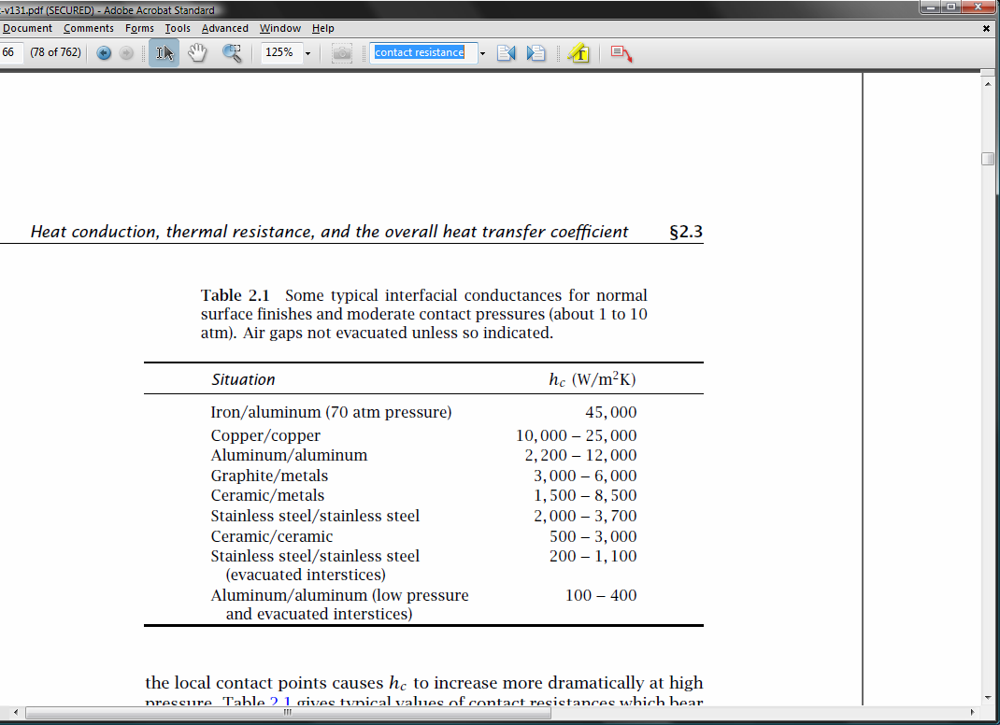 -v131.pdf (SECURED) - Adobe Acrobat Standard
Document Comments Forms Tools Advanced Window Help
66 (78 of 762) 125% contact resistance
Heat conduction, thermal resistance, and the overall heat transfer coefficient §2.3
Table 2.1 Some typical interfacial conductances for normal
surface finishes and moderate contact pressures (about 1 to 10
atm). Air gaps not evacuated unless so indicated.
Situation hc (W/m²K)
Iron/aluminum (70 atm pressure) 45,000
Copper/copper 10,000 – 25,000
Aluminum/aluminum 2,200 – 12,000
Graphite/metals 3,000 – 6,000
Ceramic/metals 1,500 – 8,500
Stainless steel/stainless steel 2,000 – 3,700
Ceramic/ceramic 500 – 3,000
Stainless steel/stainless steel 200 – 1,100
(evacuated interstices)
Aluminum/aluminum (low pressure 100 – 400
and evacuated interstices)
the local contact points causes hc to increase more dramatically at high
pressure. Table 2.1 gives typical values of contact resistances which bear